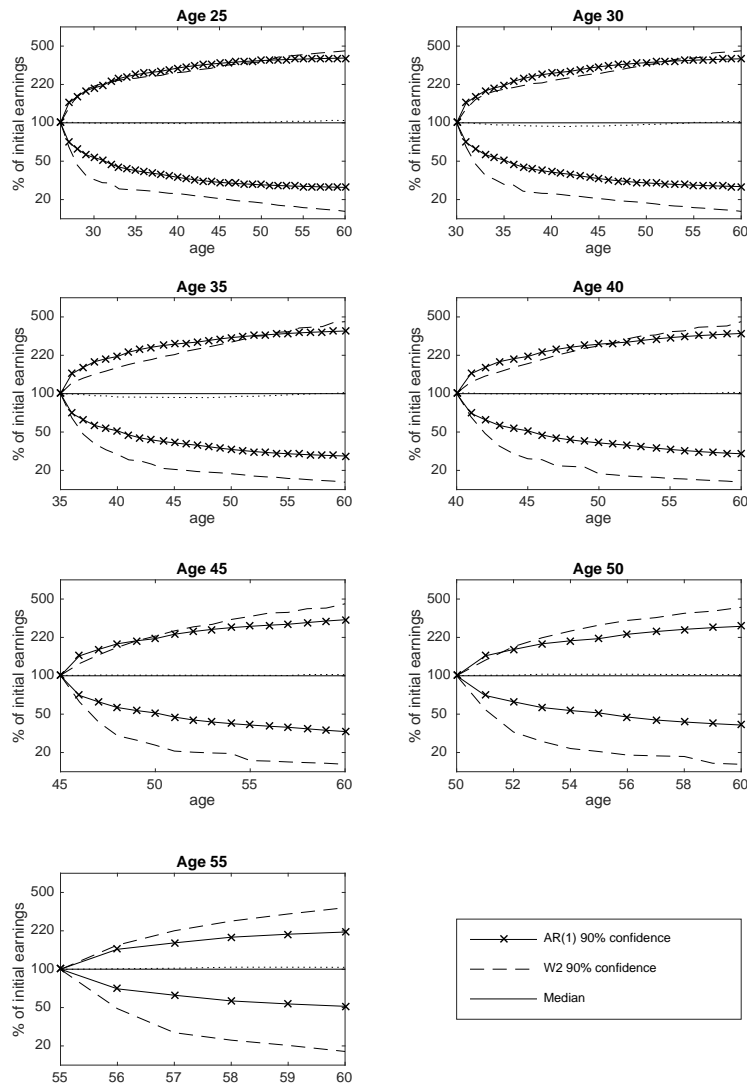 Age 25
% of initial earnings
500
220
100
50
20
30 35 40 45 50 55 60
age
Age 30
% of initial earnings
500
220
100
50
20
30 35 40 45 50 55 60
age
Age 35
% of initial earnings
500
220
100
50
20
35 40 45 50 55 60
age
Age 40
% of initial earnings
500
220
100
50
20
40 45 50 55 60
age
Age 45
% of initial earnings
500
220
100
50
20
45 50 55 60
age
Age 50
% of initial earnings
500
220
100
50
20
50 52 54 56 58 60
age
Age 55
% of initial earnings
500
220
100
50
20
55 56 57 58 59 60
age
AR(1) 90% confidence
W2 90% confidence
Median